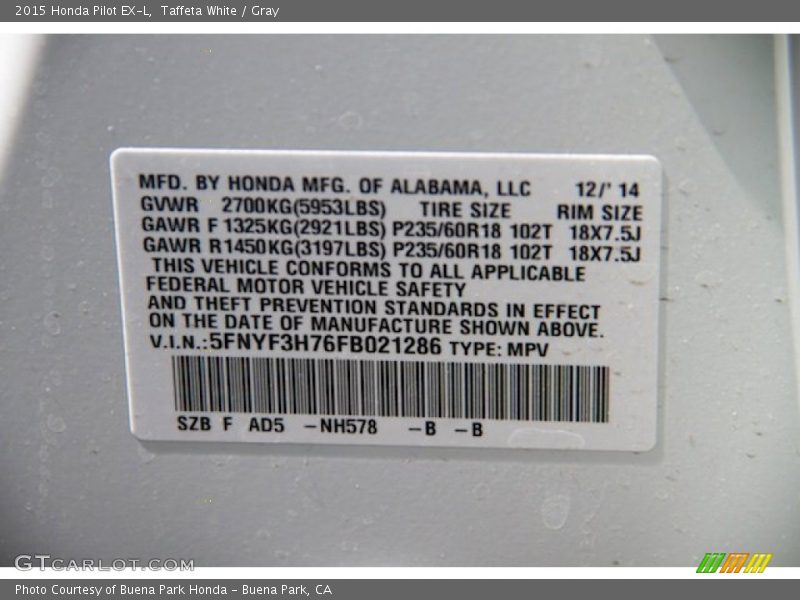 2015 Honda Pilot EX-L, Taffeta White / Gray
MFD. BY HONDA MFG. OF ALABAMA, LLC 12/' 14
GVWR 2700KG(5953LBS) TIRE SIZE RIM SIZE
GAWR F 1325KG(2921LBS) P235/60R18 102T 18X7.5J
GAWR R1450KG(3197LBS) P235/60R18 102T 18X7.5J
THIS VEHICLE CONFORMS TO ALL APPLICABLE
FEDERAL MOTOR VEHICLE SAFETY
AND THEFT PREVENTION STANDARDS IN EFFECT
ON THE DATE OF MANUFACTURE SHOWN ABOVE.
V.I.N.:5FNYF3H76FB021286 TYPE: MPV
SZB F AD5 -NH578 -B -B
GTCARLOT.COM
Photo Courtesy of Buena Park Honda - Buena Park, CA